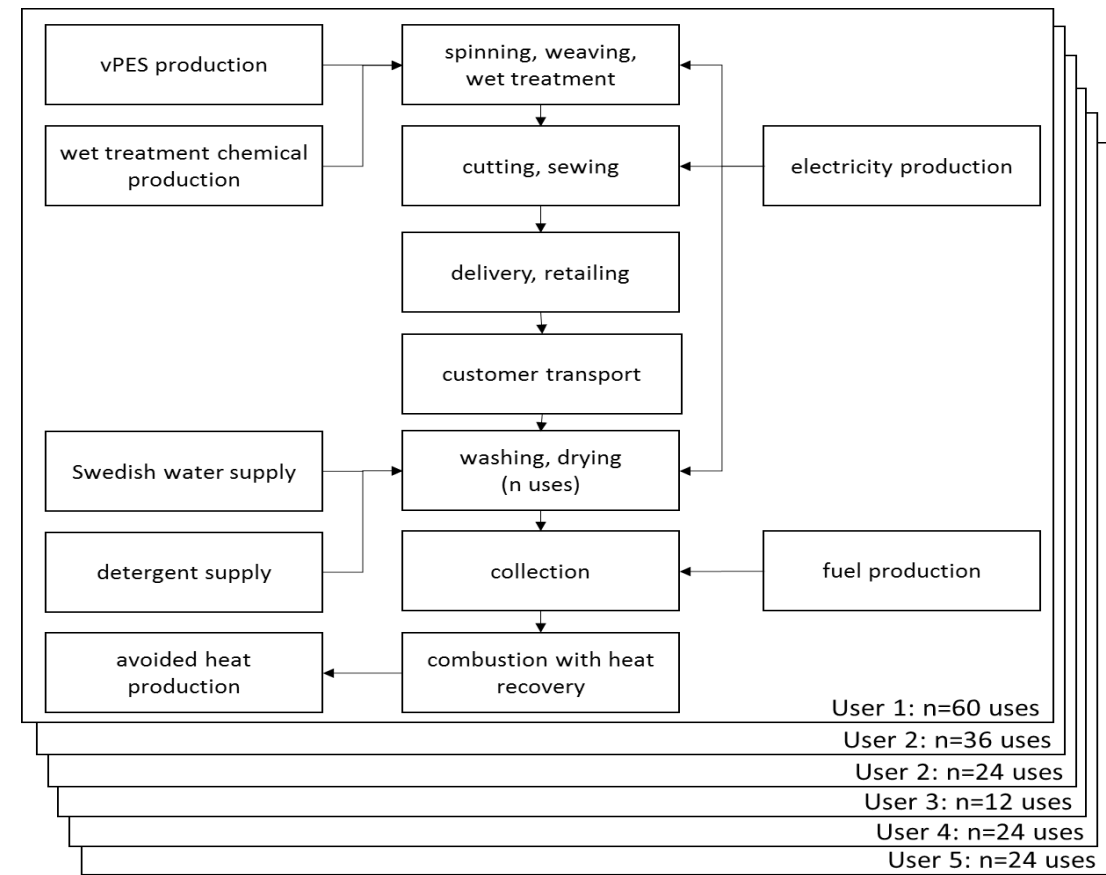 vPES production
spinning, weaving,
wet treatment
wet treatment chemical
production
cutting, sewing
electricity production
delivery, retailing
customer transport
Swedish water supply
washing, drying
(n uses)
detergent supply
collection
fuel production
avoided heat
production
combustion with heat
recovery
User 1: n=60 uses
User 2: n=36 uses
User 2: n=24 uses
User 3: n=12 uses
User 4: n=24 uses
User 5: n=24 uses